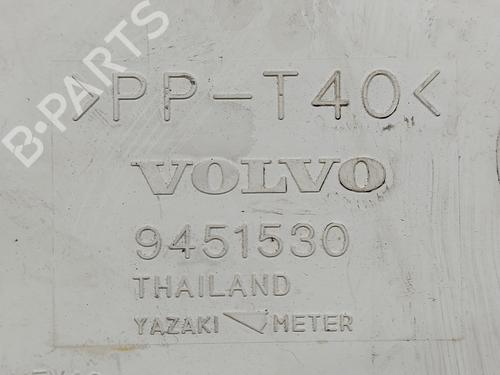 B-PARTS
>PP-T40<
VOLVO
9451530
THAILAND
YAZAKI METER